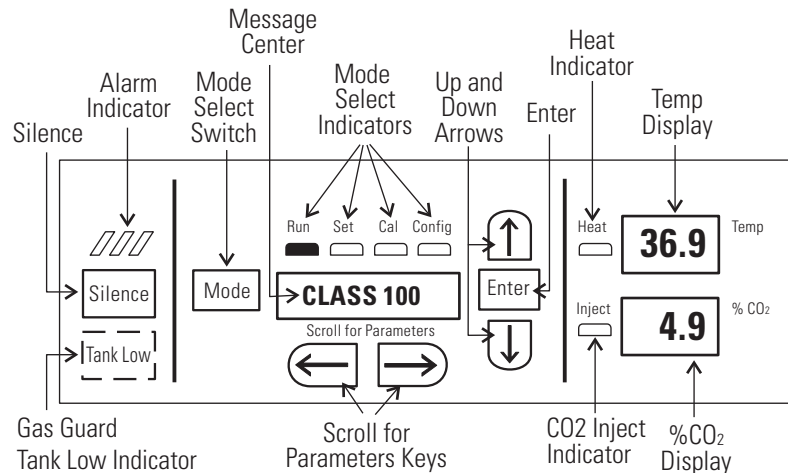 Message
Center
Alarm
Indicator
Mode
Select
Switch
Mode
Select
Indicators
Up and
Down
Arrows
Heat
Indicator
Silence
Enter
Temp
Display
Run
Set
Cal
Config
Heat
36.9
Temp
Silence
Mode
CLASS 100
Enter
Inject
4.9
% CO₂
Scroll for Parameters
Tank Low
Gas Guard
Tank Low Indicator
Scroll for
Parameters Keys
CO2 Inject
Indicator
%CO₂
Display